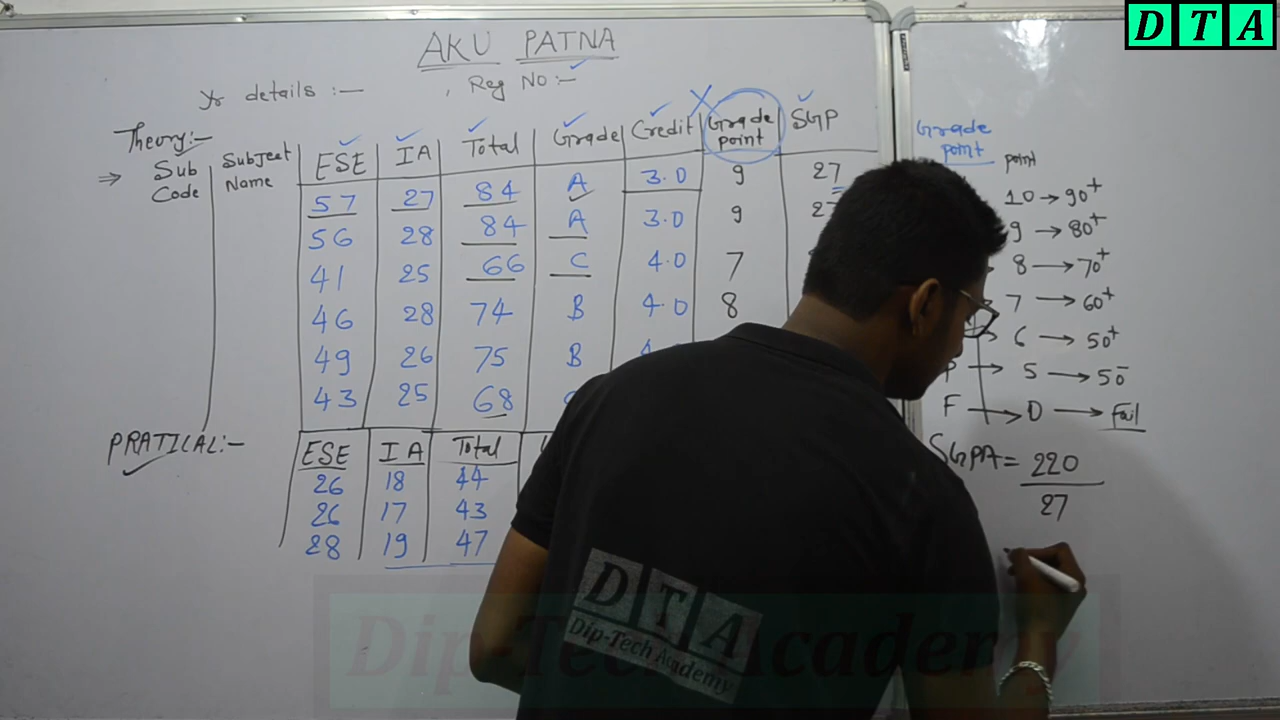 DTA
AKU PATNA
Reg NO :-
Yr details :-
Theory:-
Sub Code Subject Name ESE IA Total Grade Credit Grade point SGP
57 27 84 A 3.0 9 27
56 28 84 A 3.0 9
41 25 66 C 4.0 7
46 28 74 B 4.0 8
49 26 75 B
43 25 68
PRATICAL:-
ESE IA Total
26 18 44
26 17 43
28 19 47
Grade point point
10 → 90+
9 → 80+
8 → 70+
7 → 60+
6 → 50+
P → 5 → 50-
F → 0 → Fail
SGPA = 220
27
DTA
Dip-Tech Academy
Dip-Tech Academy